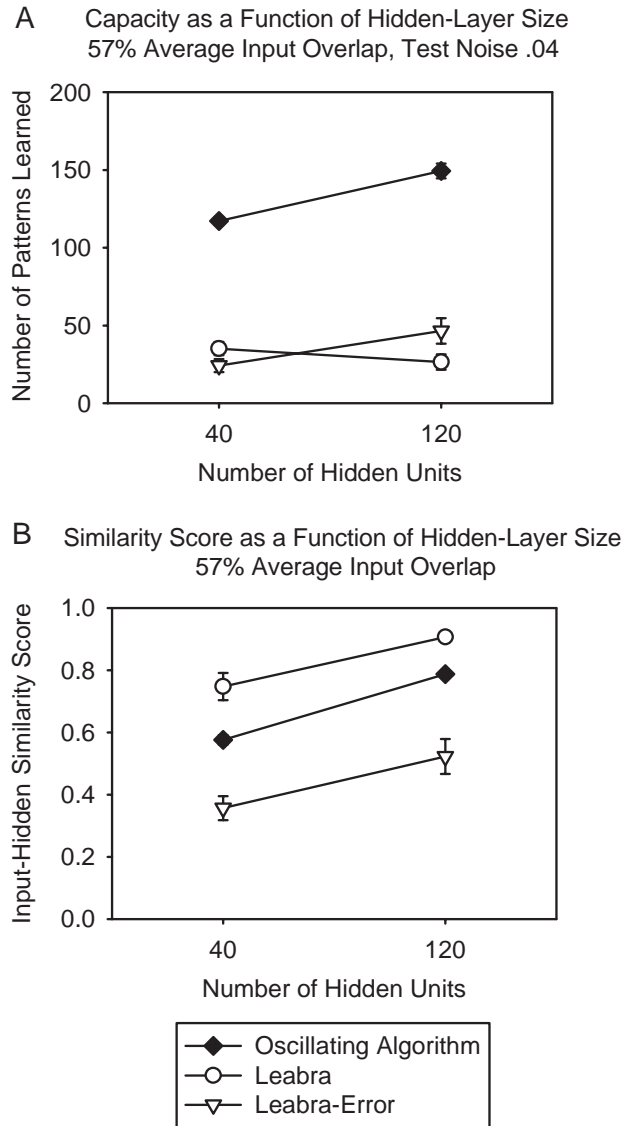 A
Capacity as a Function of Hidden-Layer Size
57% Average Input Overlap, Test Noise .04
Number of Patterns Learned
200
150
100
50
0
40 120
Number of Hidden Units
B
Similarity Score as a Function of Hidden-Layer Size
57% Average Input Overlap
Input-Hidden Similarity Score
1.0
0.8
0.6
0.4
0.2
0.0
40 120
Number of Hidden Units
Oscillating Algorithm
Leabra
Leabra-Error